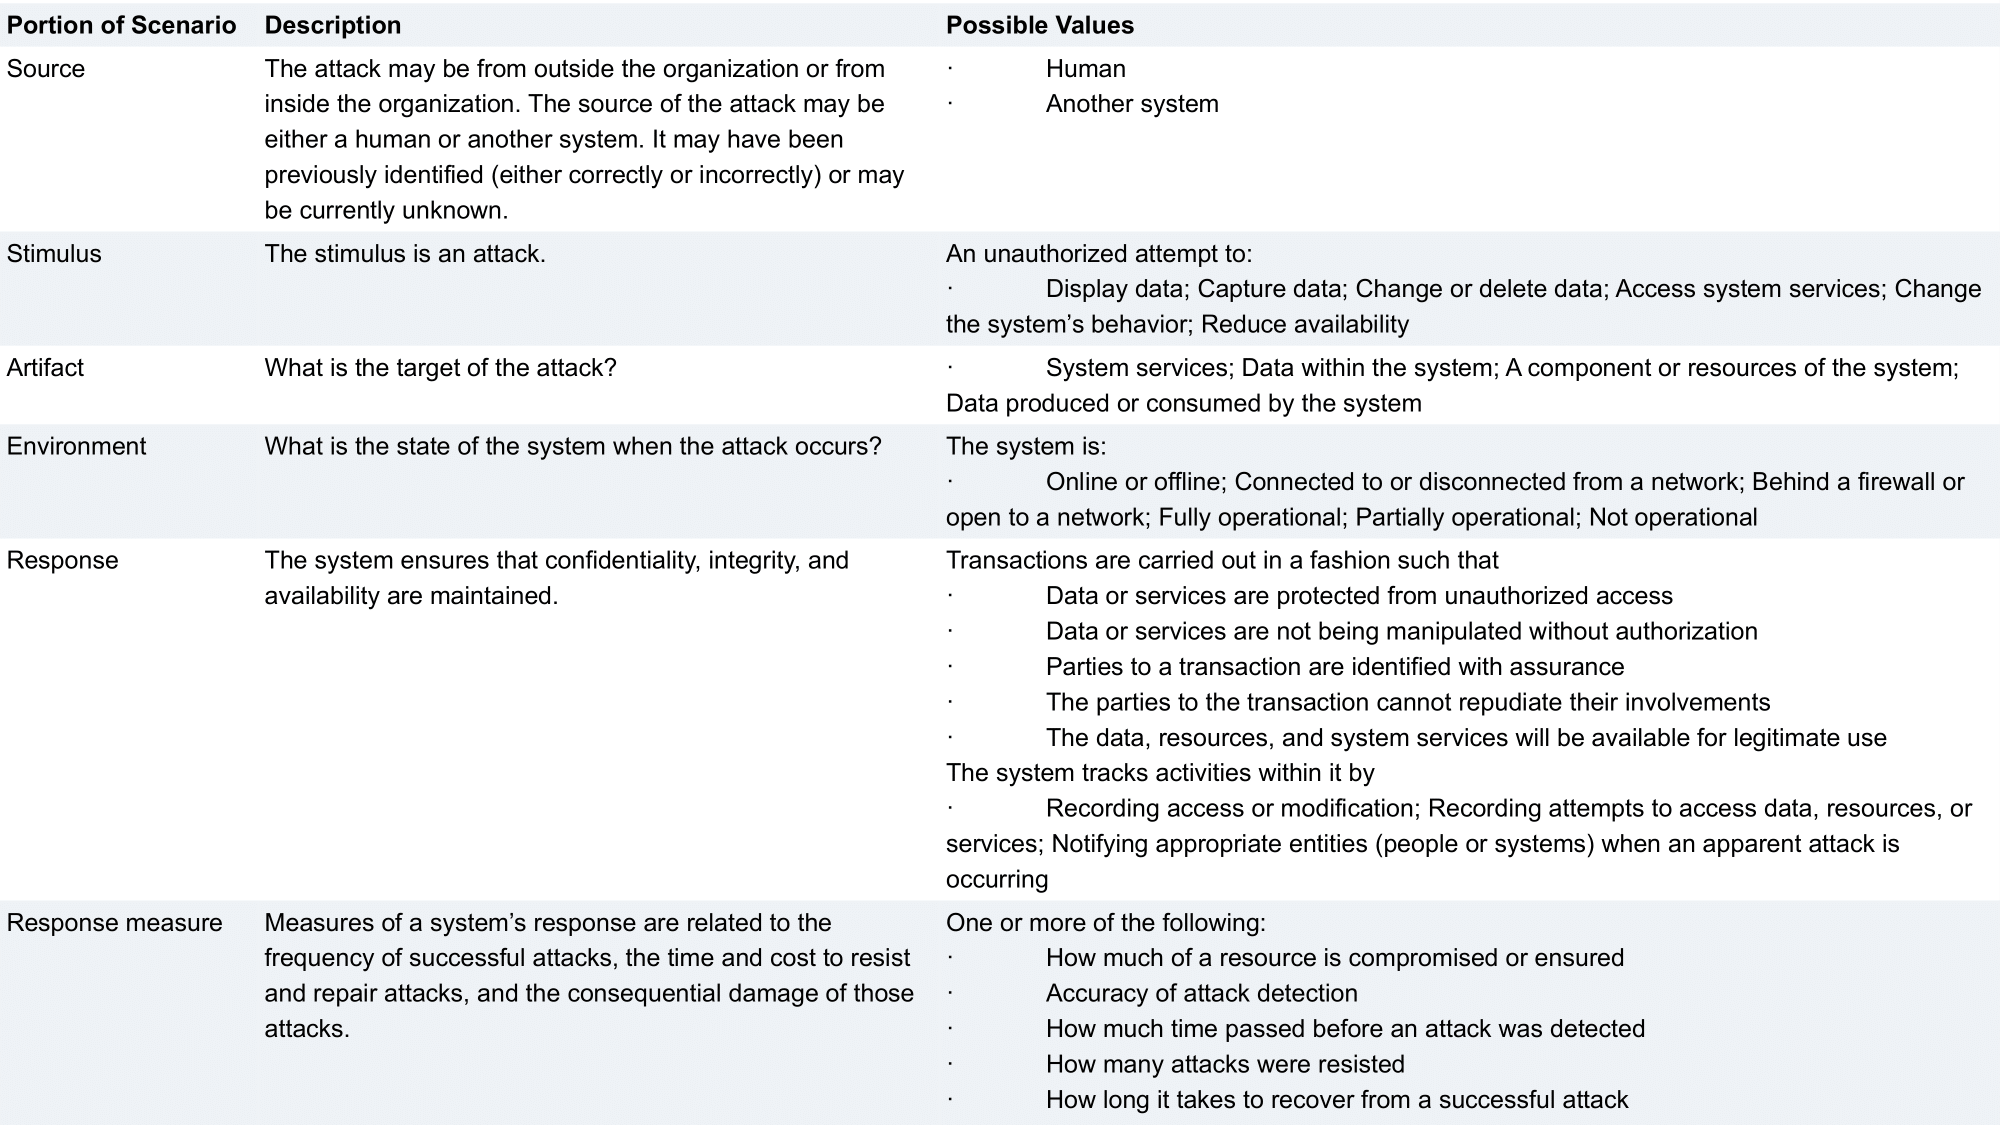 Portion of Scenario Description Possible Values
Source
The attack may be from outside the organization or from
inside the organization. The source of the attack may be
either a human or another system. It may have been
previously identified (either correctly or incorrectly) or may
be currently unknown.
· Human
· Another system
Stimulus
The stimulus is an attack.
An unauthorized attempt to:
· Display data; Capture data; Change or delete data; Access system services; Change
the system’s behavior; Reduce availability
Artifact
What is the target of the attack?
· System services; Data within the system; A component or resources of the system;
Data produced or consumed by the system
Environment
What is the state of the system when the attack occurs?
The system is:
· Online or offline; Connected to or disconnected from a network; Behind a firewall or
open to a network; Fully operational; Partially operational; Not operational
Response
The system ensures that confidentiality, integrity, and
availability are maintained.
Transactions are carried out in a fashion such that
· Data or services are protected from unauthorized access
· Data or services are not being manipulated without authorization
· Parties to a transaction are identified with assurance
· The parties to the transaction cannot repudiate their involvements
· The data, resources, and system services will be available for legitimate use
The system tracks activities within it by
· Recording access or modification; Recording attempts to access data, resources, or
services; Notifying appropriate entities (people or systems) when an apparent attack is
occurring
Response measure
Measures of a system’s response are related to the
frequency of successful attacks, the time and cost to resist
and repair attacks, and the consequential damage of those
attacks.
One or more of the following:
· How much of a resource is compromised or ensured
· Accuracy of attack detection
· How much time passed before an attack was detected
· How many attacks were resisted
· How long it takes to recover from a successful attack